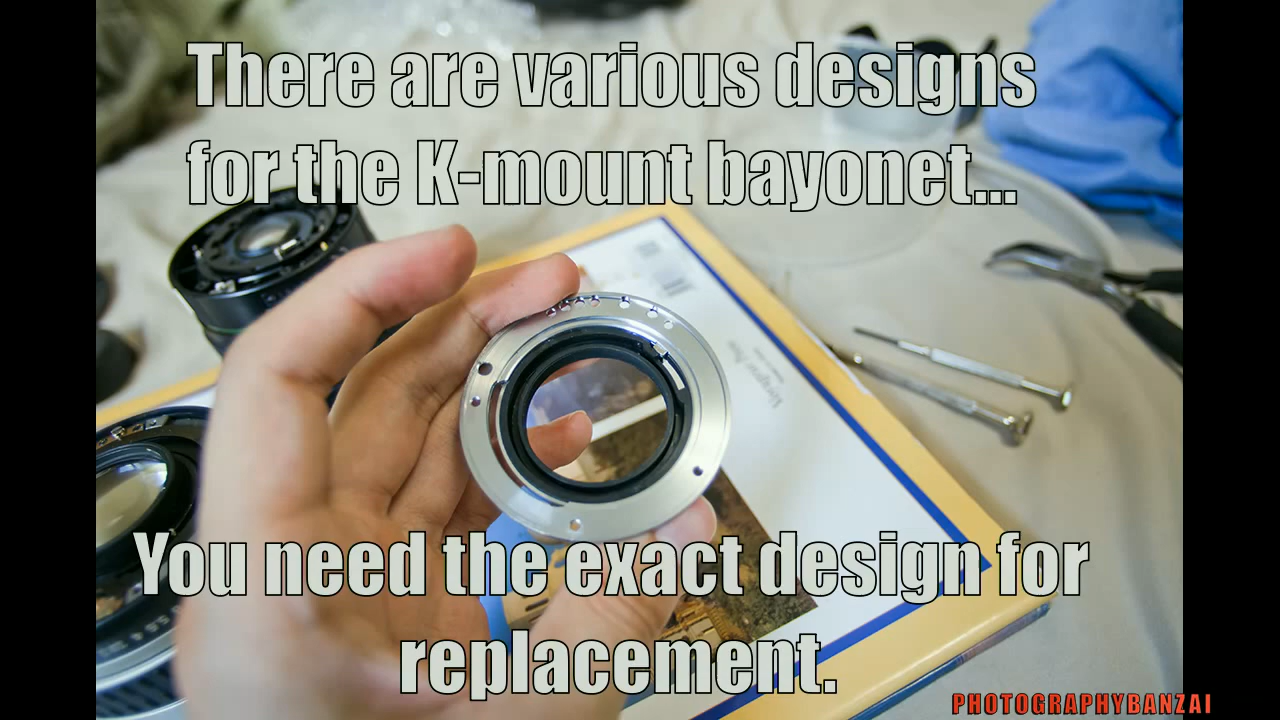 There are various designs
for the K-mount bayonet...
You need the exact design for
replacement.
PHOTOGRAPHYBANZAI